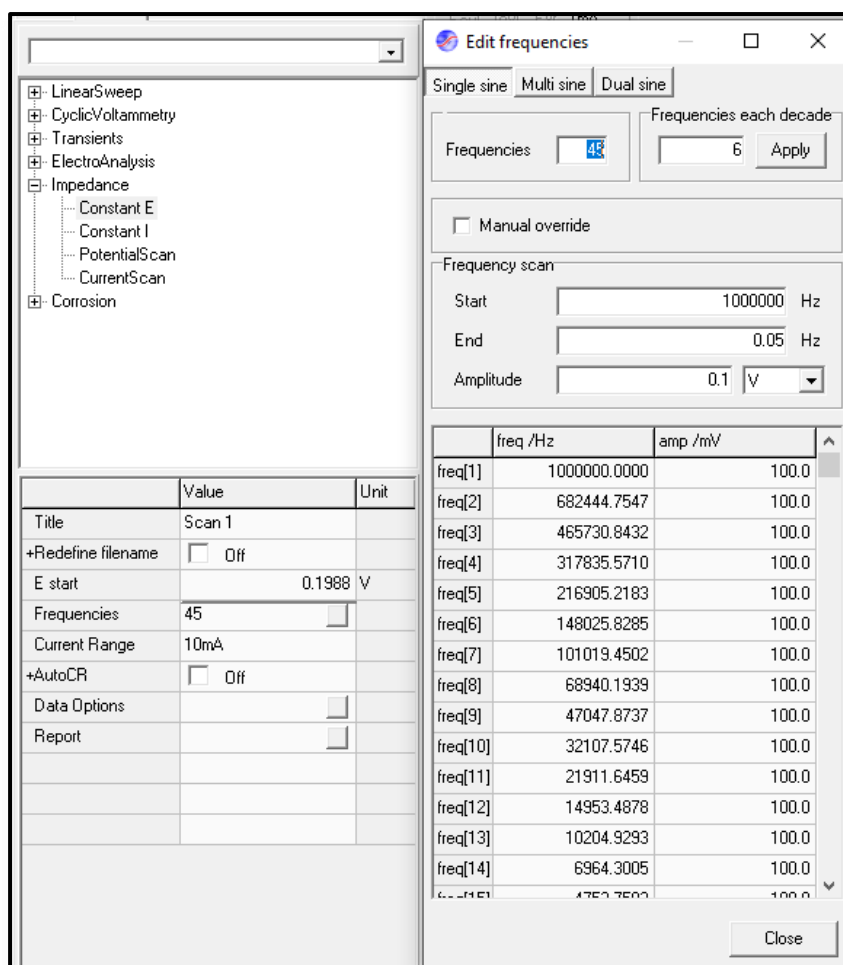 Edit frequencies
LinearSweep
CyclicVoltammetry
Transients
ElectroAnalysis
Impedance
Constant E
Constant I
PotentialScan
CurrentScan
Corrosion
Value Unit
Title Scan 1
+Redefine filename Off
E start 0.1988 V
Frequencies 45
Current Range 10mA
+AutoCR Off
Data Options
Report
Single sine Multi sine Dual sine
Frequencies each decade
Frequencies 45 6 Apply
Manual override
Frequency scan
Start 1000000 Hz
End 0.05 Hz
Amplitude 0.1 V
freq /Hz amp /mV
freq[1] 1000000.0000 100.0
freq[2] 682444.7547 100.0
freq[3] 465730.8432 100.0
freq[4] 317835.5710 100.0
freq[5] 216905.2183 100.0
freq[6] 148025.8285 100.0
freq[7] 101019.4502 100.0
freq[8] 68940.1939 100.0
freq[9] 47047.8737 100.0
freq[10] 32107.5746 100.0
freq[11] 21911.6459 100.0
freq[12] 14953.4878 100.0
freq[13] 10204.9293 100.0
freq[14] 6964.3005 100.0
Close